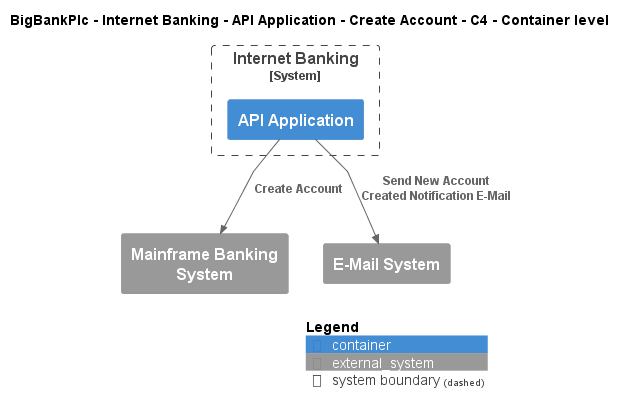 BigBankPlc - Internet Banking - API Application - Create Account - C4 - Container level
Internet Banking
[System]
API Application
Create Account
Send New Account
Created Notification E-Mail
Mainframe Banking
System
E-Mail System
Legend
container
external_system
system boundary (dashed)